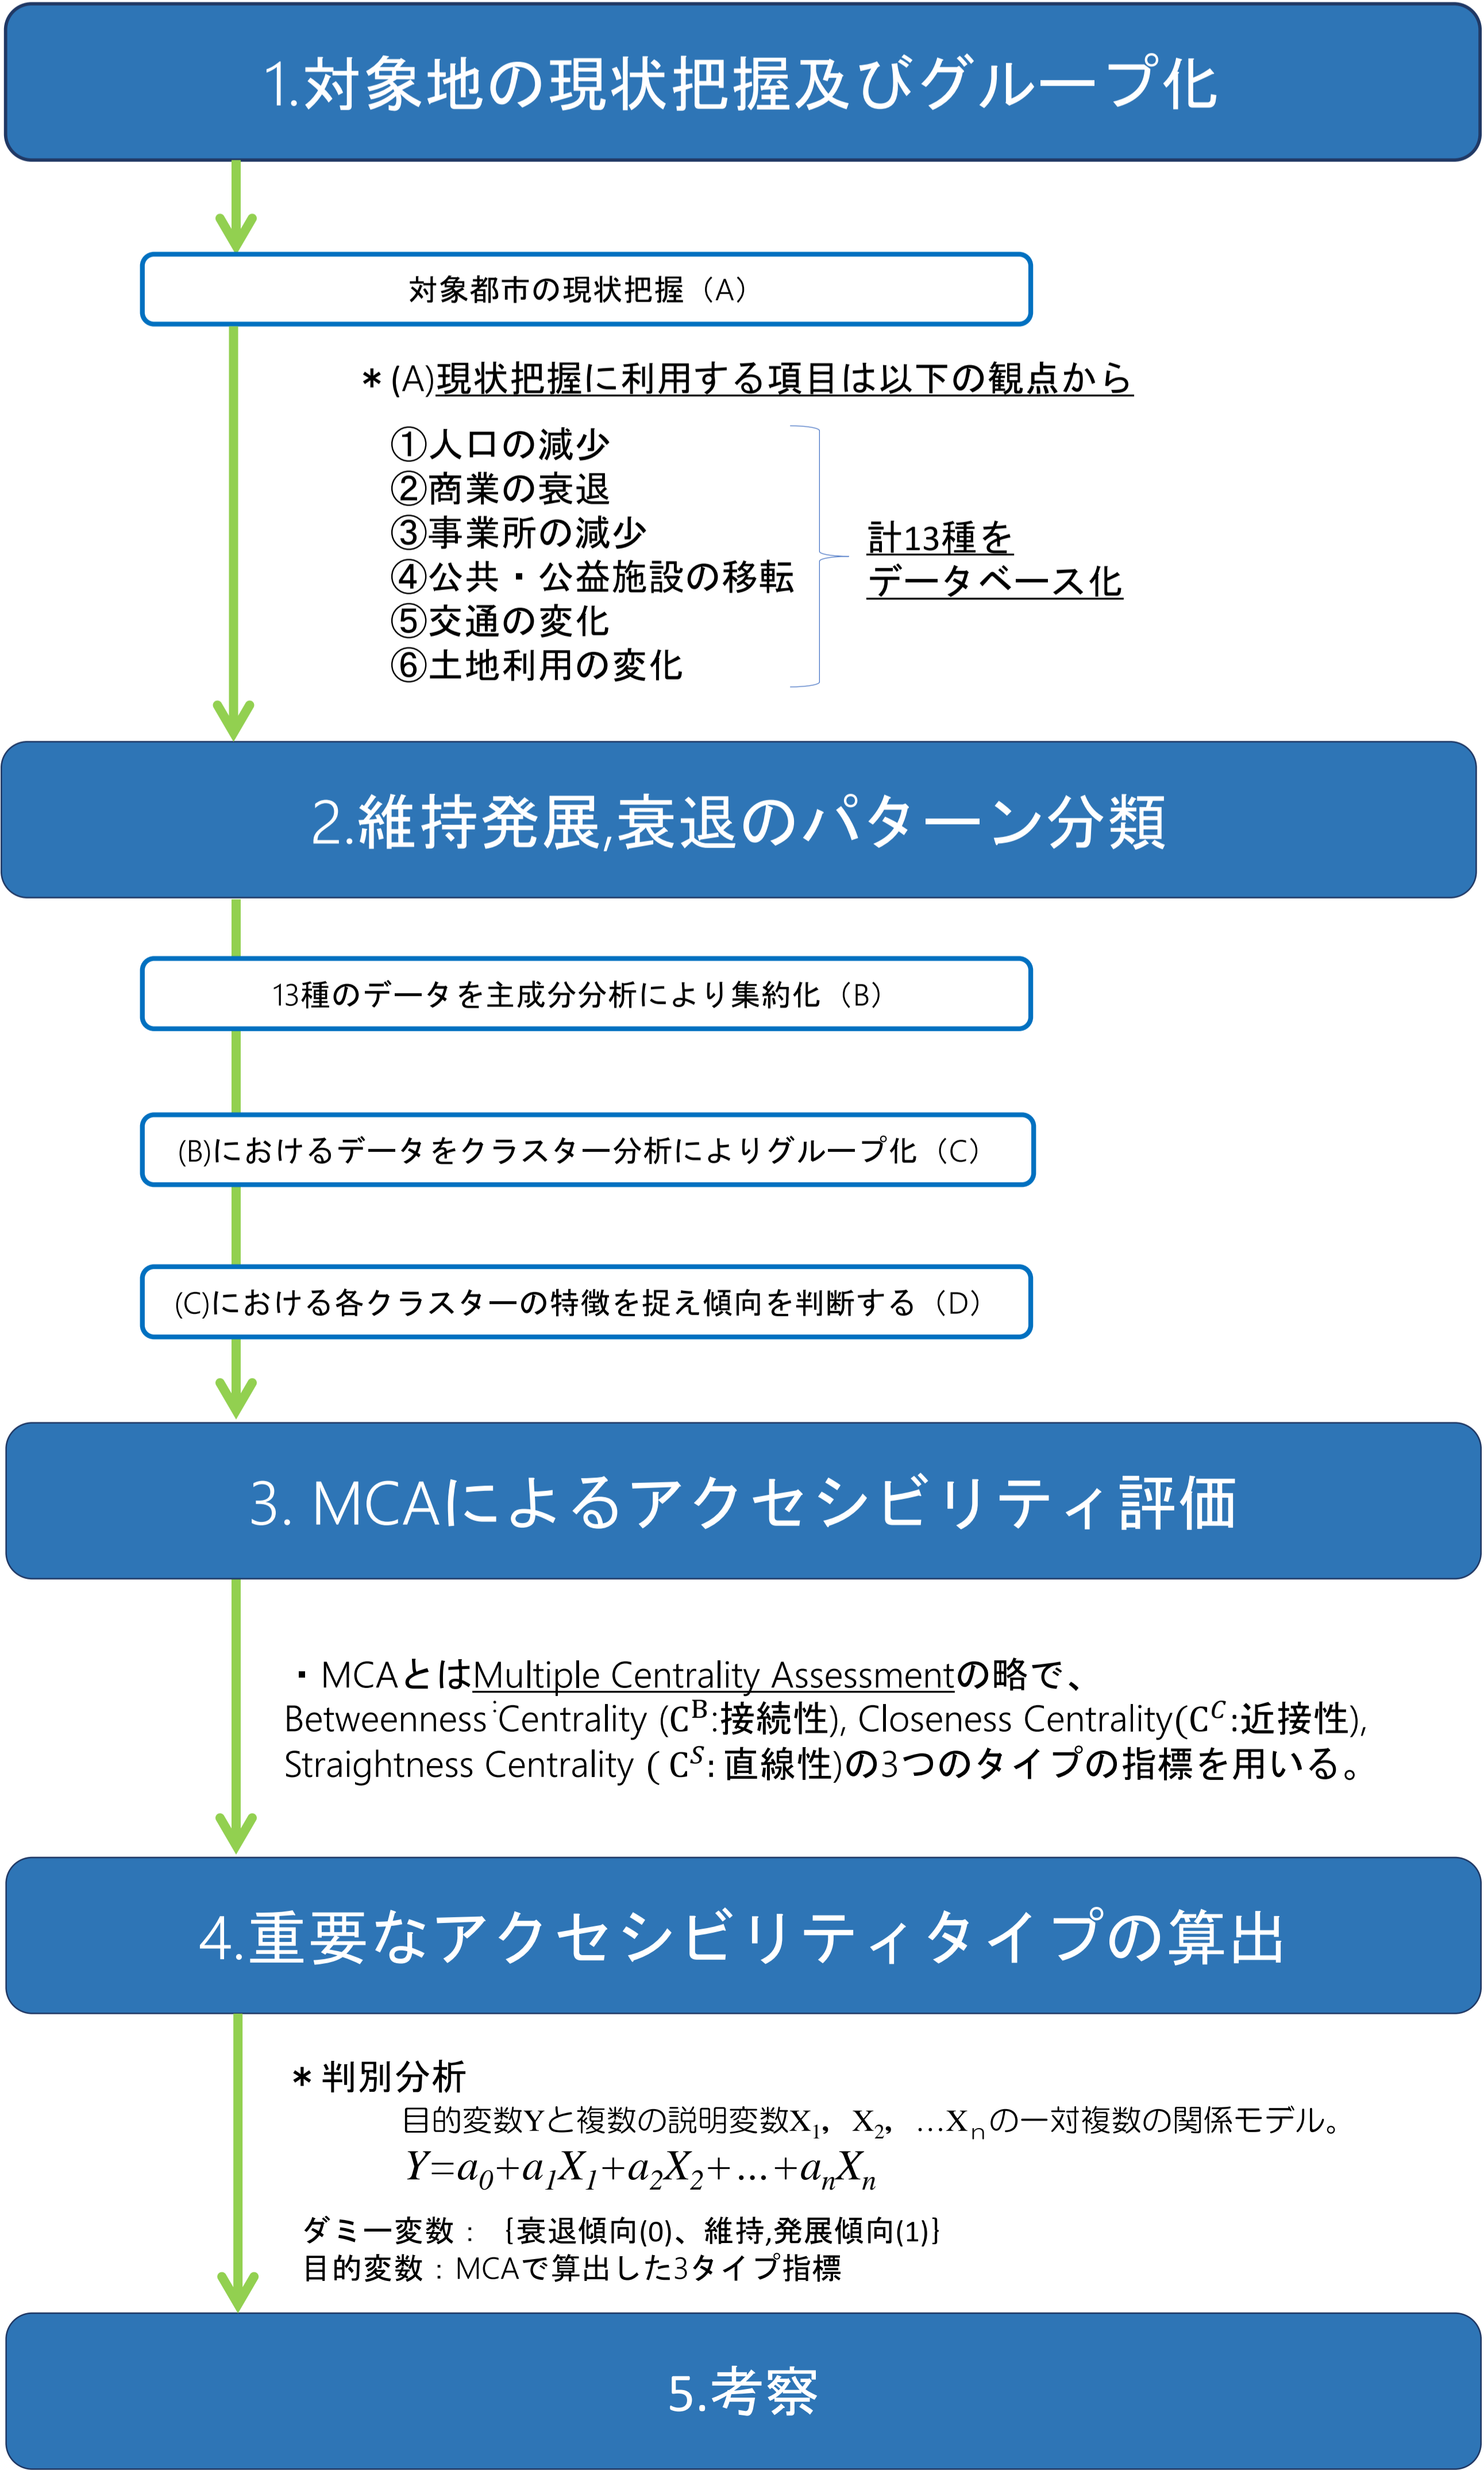 1.対象地の現状把握及びグループ化
対象都市の現状把握（A）
＊(A)現状把握に利用する項目は以下の観点から
①人口の減少
②商業の衰退
③事業所の減少
④公共・公益施設の移転
⑤交通の変化
⑥土地利用の変化
計13種を
データベース化
2.維持発展,衰退のパターン分類
13種のデータを主成分分析により集約化（B）
(B)におけるデータをクラスター分析によりグループ化（C）
(C)における各クラスターの特徴を捉え傾向を判断する（D）
3. MCAによるアクセシビリティ評価
・MCAとはMultiple Centrality Assessmentの略で、
Betweenness Centrality (Cᴮ:接続性), Closeness Centrality(C^C:近接性),
Straightness Centrality ( C^S: 直線性)の3つのタイプの指標を用いる。
4.重要なアクセシビリティタイプの算出
＊判別分析
目的変数Yと複数の説明変数X₁，X₂，…Xₙの一対複数の関係モデル。
Y=a₀+a₁X₁+a₂X₂+…+aₙXₙ
ダミー変数： {衰退傾向(0)、維持,発展傾向(1)}
目的変数：MCAで算出した3タイプ指標
5.考察